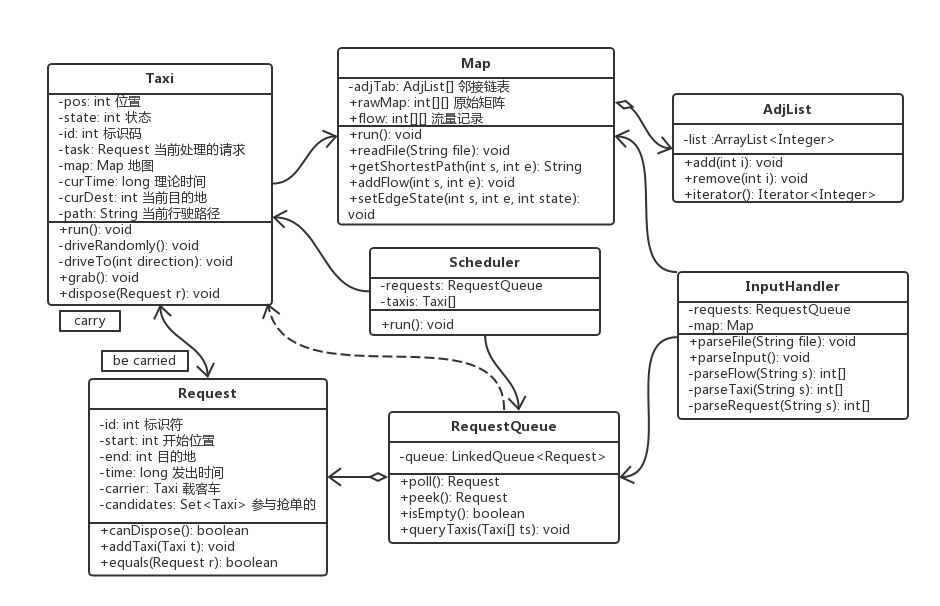 Taxi
-pos: int 位置
-state: int 状态
-id: int 标识码
-task: Request 当前处理的请求
-map: Map 地图
-curTime: long 理论时间
-curDest: int 当前目的地
-path: String 当前行驶路径
+run(): void
-driveRandomly(): void
-driveTo(int direction): void
+grab(): void
+dispose(Request r): void
Map
-adjTab: AdjList[] 邻接链表
+rawMap: int[][] 原始矩阵
+flow: int[][] 流量记录
+run(): void
+readFile(String file): void
+getShortestPath(int s, int e): String
+addFlow(int s, int e): void
+setEdgeState(int s, int e, int state):
void
AdjList
-list :ArrayList<Integer>
+add(int i): void
+remove(int i): void
+iterator(): Iterator<Integer>
Scheduler
-requests: RequestQueue
-taxis: Taxi[]
+run(): void
InputHandler
-requests: RequestQueue
-map: Map
+parseFile(String file): void
+parseInput(): void
-parseFlow(String s): int[]
-parseTaxi(String s): int[]
-parseRequest(String s): int[]
carry
be carried
Request
-id: int 标识符
-start: int 开始位置
-end: int 目的地
-time: long 发出时间
-carrier: Taxi 载客车
-candidates: Set<Taxi> 参与抢单的
+canDispose(): boolean
+addTaxi(Taxi t): void
+equals(Request r): boolean
RequestQueue
-queue: LinkedQueue<Request>
+poll(): Request
+peek(): Request
+isEmpty(): boolean
+queryTaxis(Taxi[] ts): void